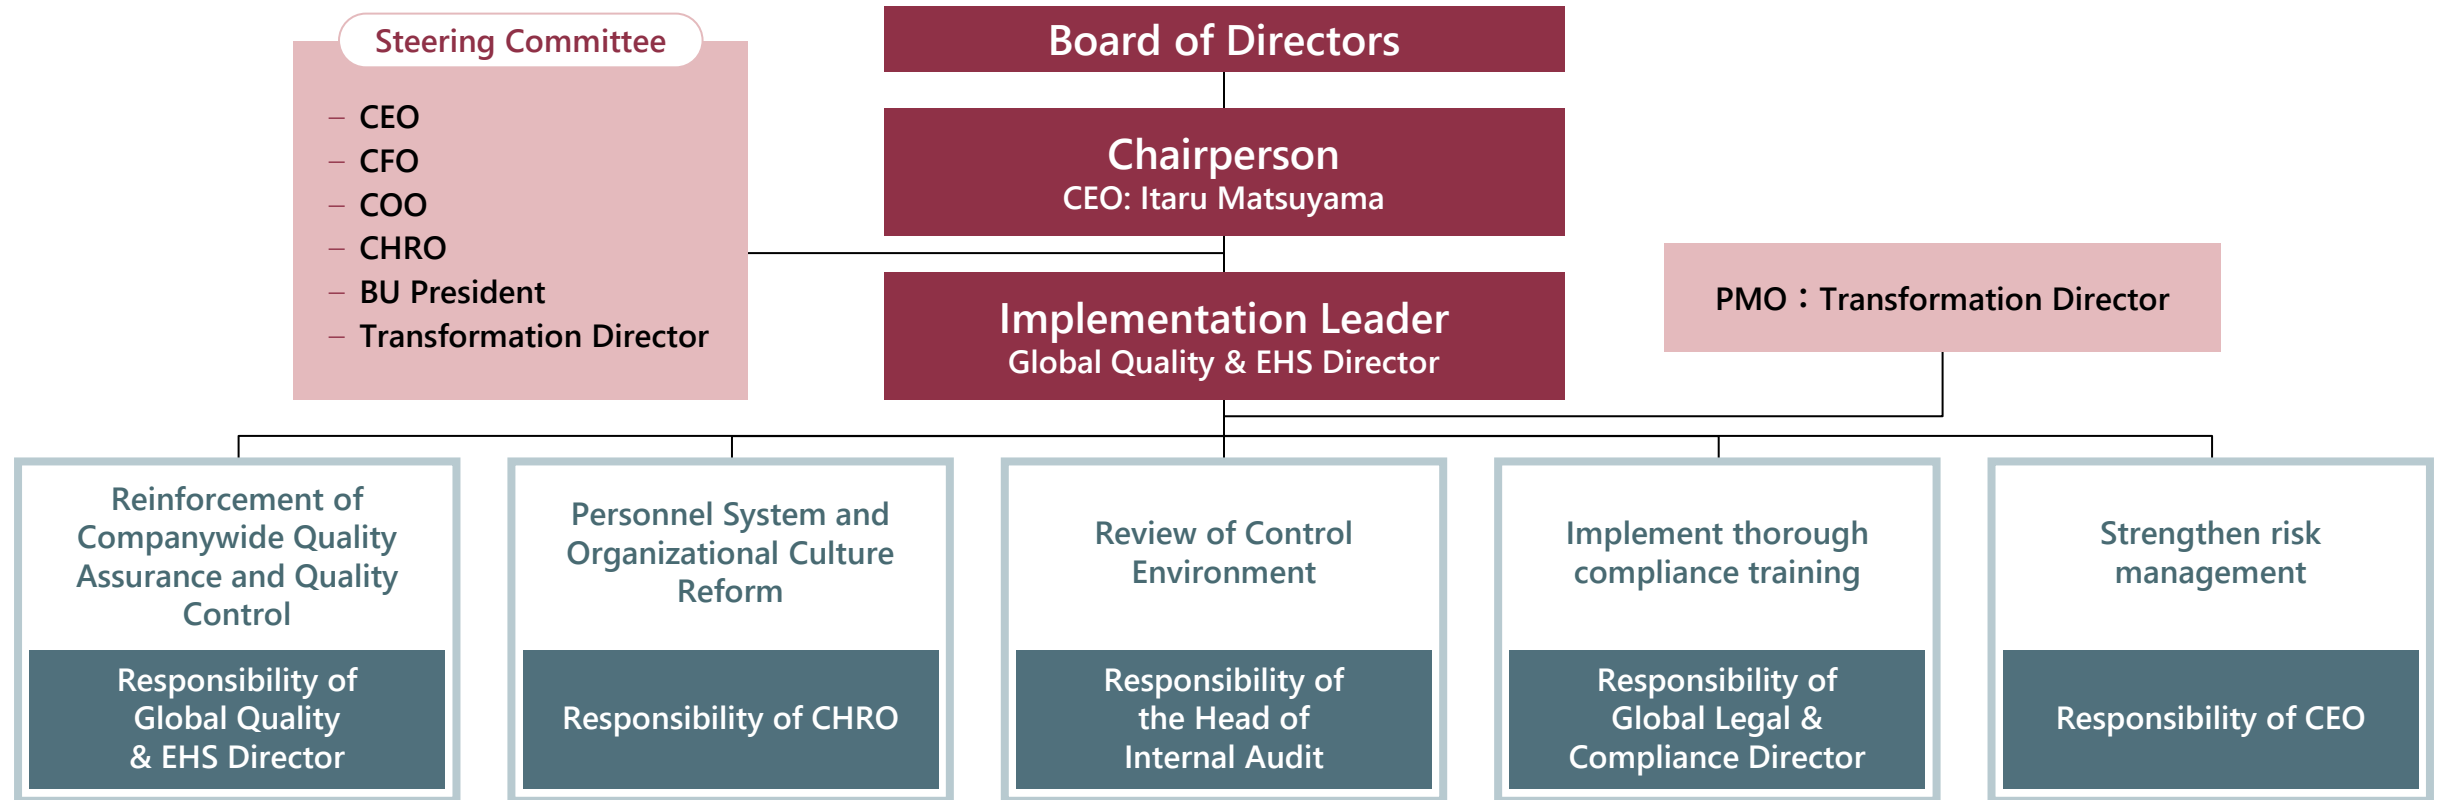 Steering Committee
– CEO
– CFO
– COO
– CHRO
– BU President
– Transformation Director
Board of Directors
Chairperson
CEO: Itaru Matsuyama
Implementation Leader
Global Quality & EHS Director
PMO：Transformation Director
Reinforcement of
Companywide Quality
Assurance and Quality
Control
Responsibility of
Global Quality
& EHS Director
Personnel System and
Organizational Culture
Reform
Responsibility of CHRO
Review of Control
Environment
Responsibility of
the Head of
Internal Audit
Implement thorough
compliance training
Responsibility of
Global Legal &
Compliance Director
Strengthen risk
management
Responsibility of CEO